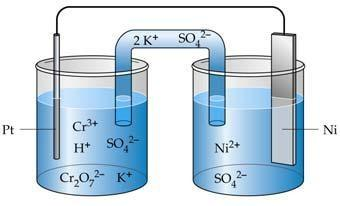 2 K⁺ SO₄²⁻
Pt
Cr³⁺
H⁺ SO₄²⁻
Cr₂O₇²⁻ K⁺
Ni
Ni²⁺
SO₄²⁻